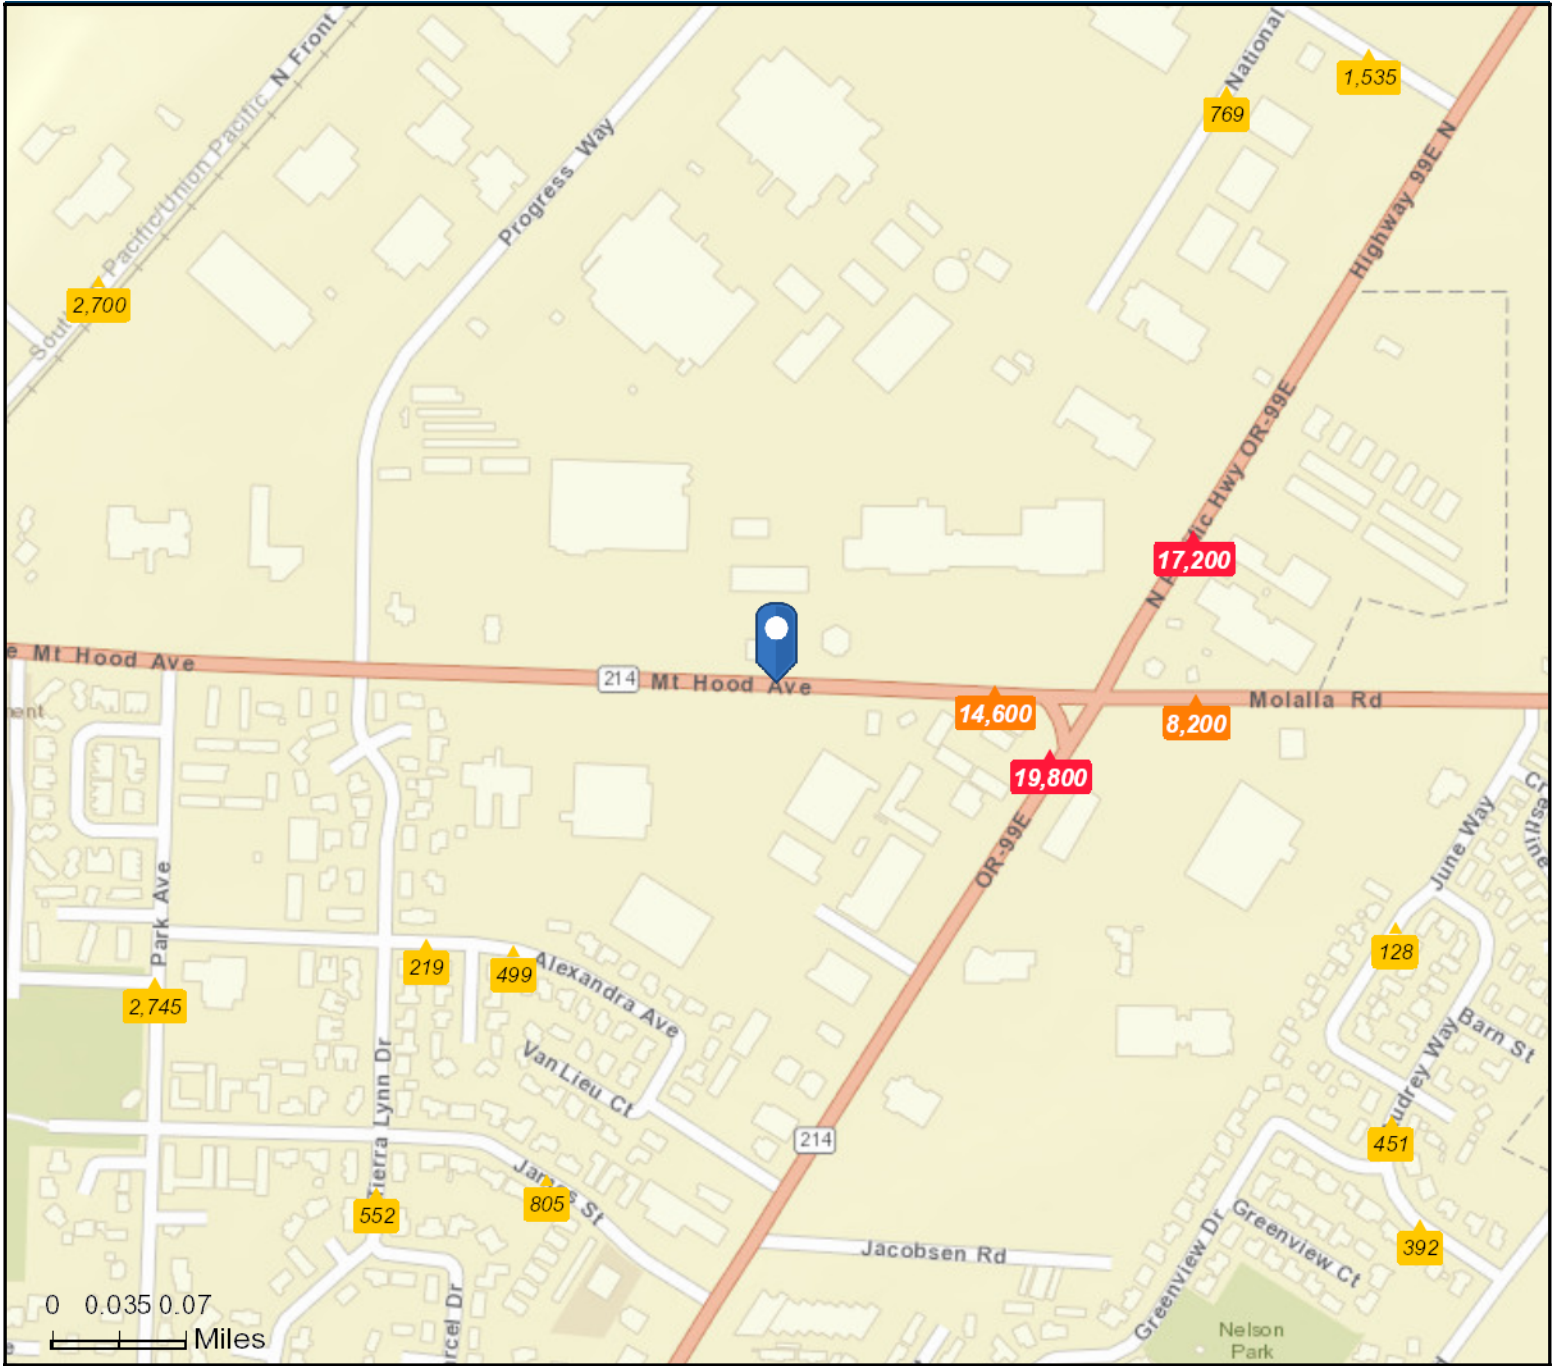 N Front
National
1,535
769
Progress Way
Pacific/Union Pacific
Highway 99E N
South
2,700
N Pacific Hwy OR-99E
17,200
e Mt Hood Ave
214
Mt Hood Ave
Molalla Rd
14,600
8,200
19,800
OR-99E
June Way
Park Ave
128
219
499
Alexandra Ave
2,745
Barn St
Van Lieu Ct
Sierra Lynn Dr
udrey Way
214
451
James St
805
552
Jacobsen Rd
Greenview Dr
Greenview Ct
392
rcel Dr
0 0.035 0.07
Miles
Nelson
Park